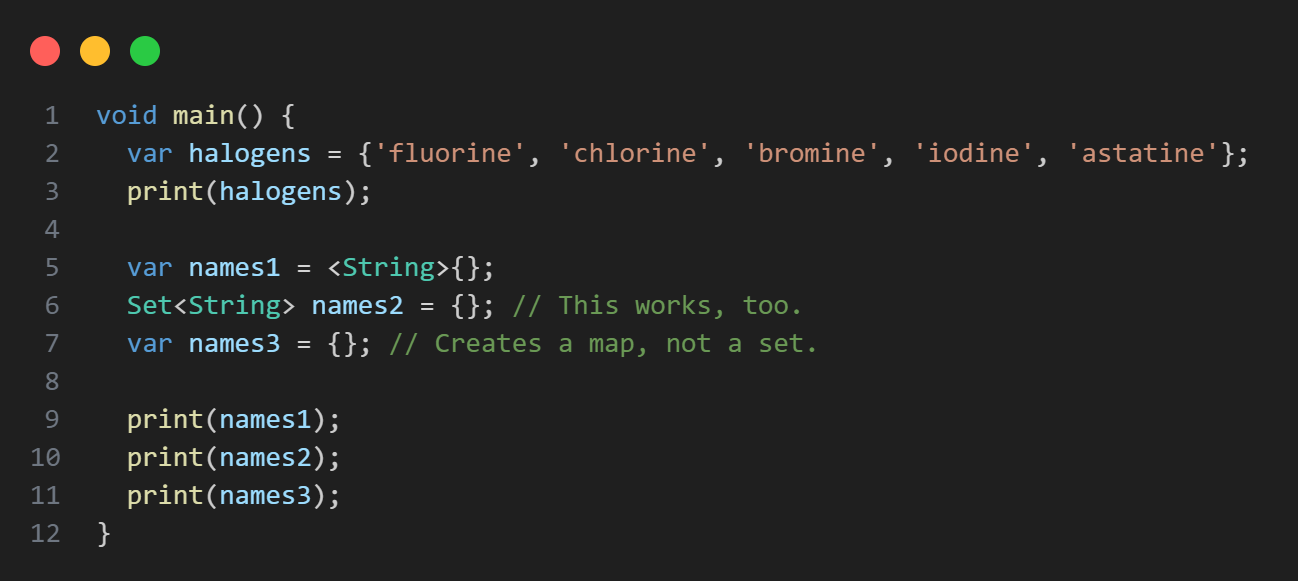 1 void main() {
2   var halogens = {'fluorine', 'chlorine', 'bromine', 'iodine', 'astatine'};
3   print(halogens);
4
5   var names1 = <String>{};
6   Set<String> names2 = {}; // This works, too.
7   var names3 = {}; // Creates a map, not a set.
8
9   print(names1);
10   print(names2);
11   print(names3);
12 }